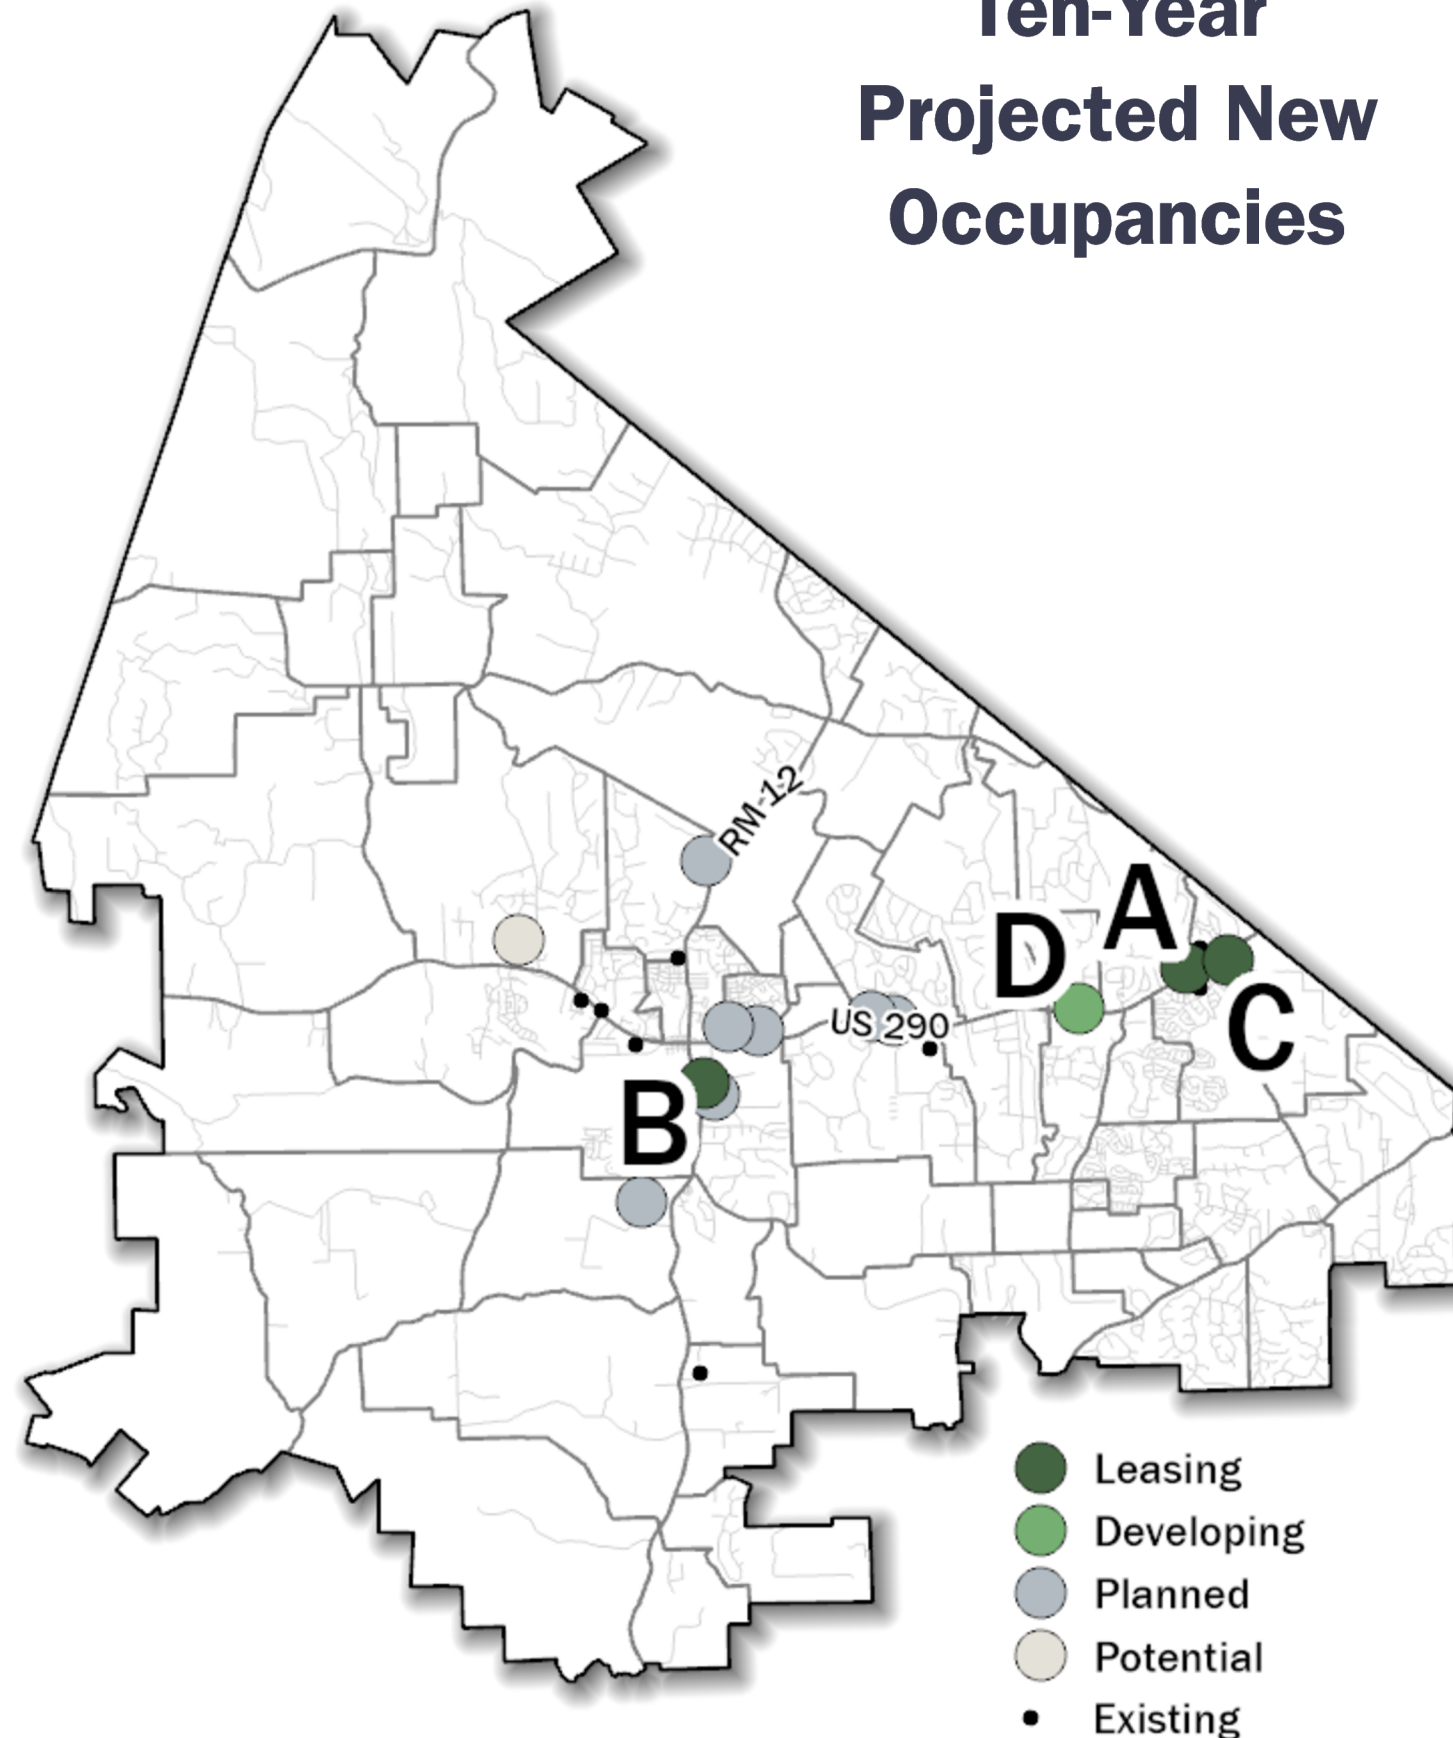 Ten-Year
Projected New
Occupancies
RM-12
A
D
US 290
C
B
Leasing
Developing
Planned
Potential
Existing